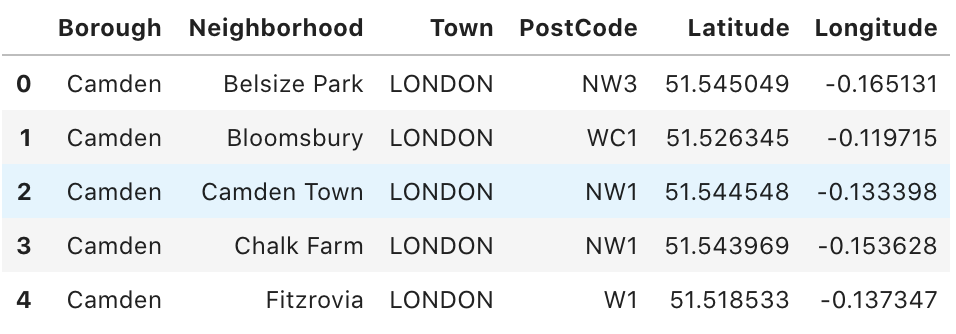 Borough Neighborhood Town PostCode Latitude Longitude
0 Camden Belsize Park LONDON NW3 51.545049 -0.165131
1 Camden Bloomsbury LONDON WC1 51.526345 -0.119715
2 Camden Camden Town LONDON NW1 51.544548 -0.133398
3 Camden Chalk Farm LONDON NW1 51.543969 -0.153628
4 Camden Fitzrovia LONDON W1 51.518533 -0.137347